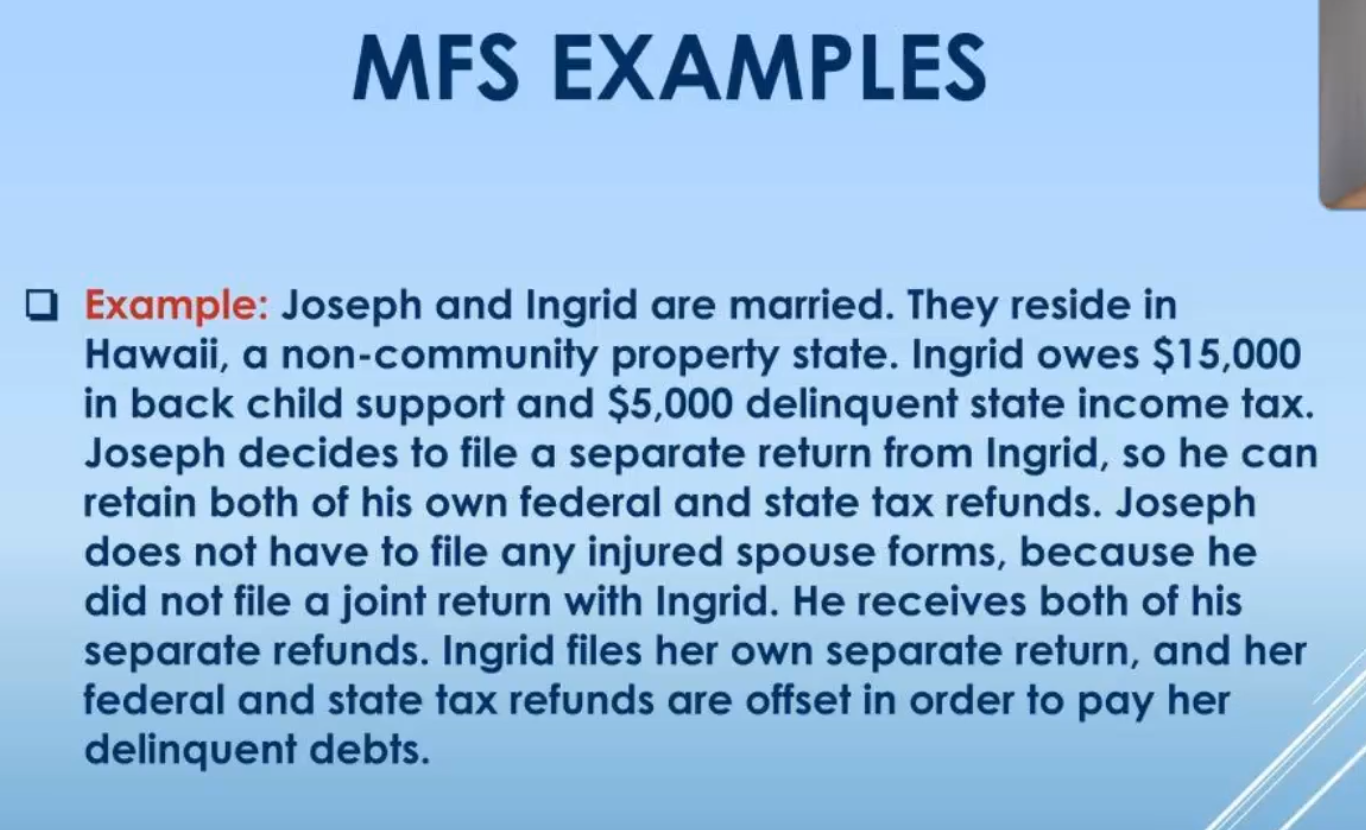 MFS EXAMPLES
❑ Example: Joseph and Ingrid are married. They reside in
Hawaii, a non-community property state. Ingrid owes $15,000
in back child support and $5,000 delinquent state income tax.
Joseph decides to file a separate return from Ingrid, so he can
retain both of his own federal and state tax refunds. Joseph
does not have to file any injured spouse forms, because he
did not file a joint return with Ingrid. He receives both of his
separate refunds. Ingrid files her own separate return, and her
federal and state tax refunds are offset in order to pay her
delinquent debts.